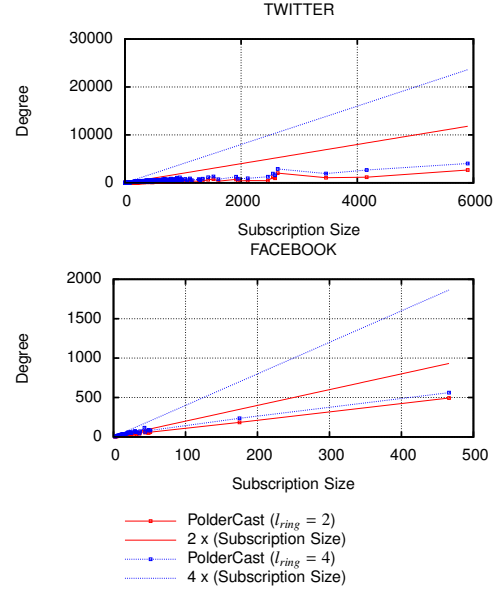 TWITTER
30000
20000
10000
0
Degree
0 2000 4000 6000
Subscription Size
FACEBOOK
2000
1500
1000
500
0
Degree
0 100 200 300 400 500
Subscription Size
PolderCast (l_ring = 2)
2 x (Subscription Size)
PolderCast (l_ring = 4)
4 x (Subscription Size)